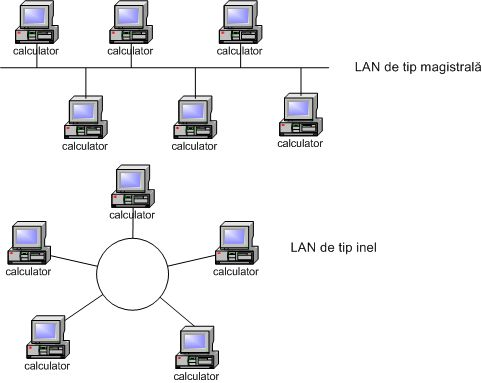 calculator calculator calculator
LAN de tip magistrală
calculator calculator calculator
calculator
LAN de tip inel
calculator calculator
calculator calculator